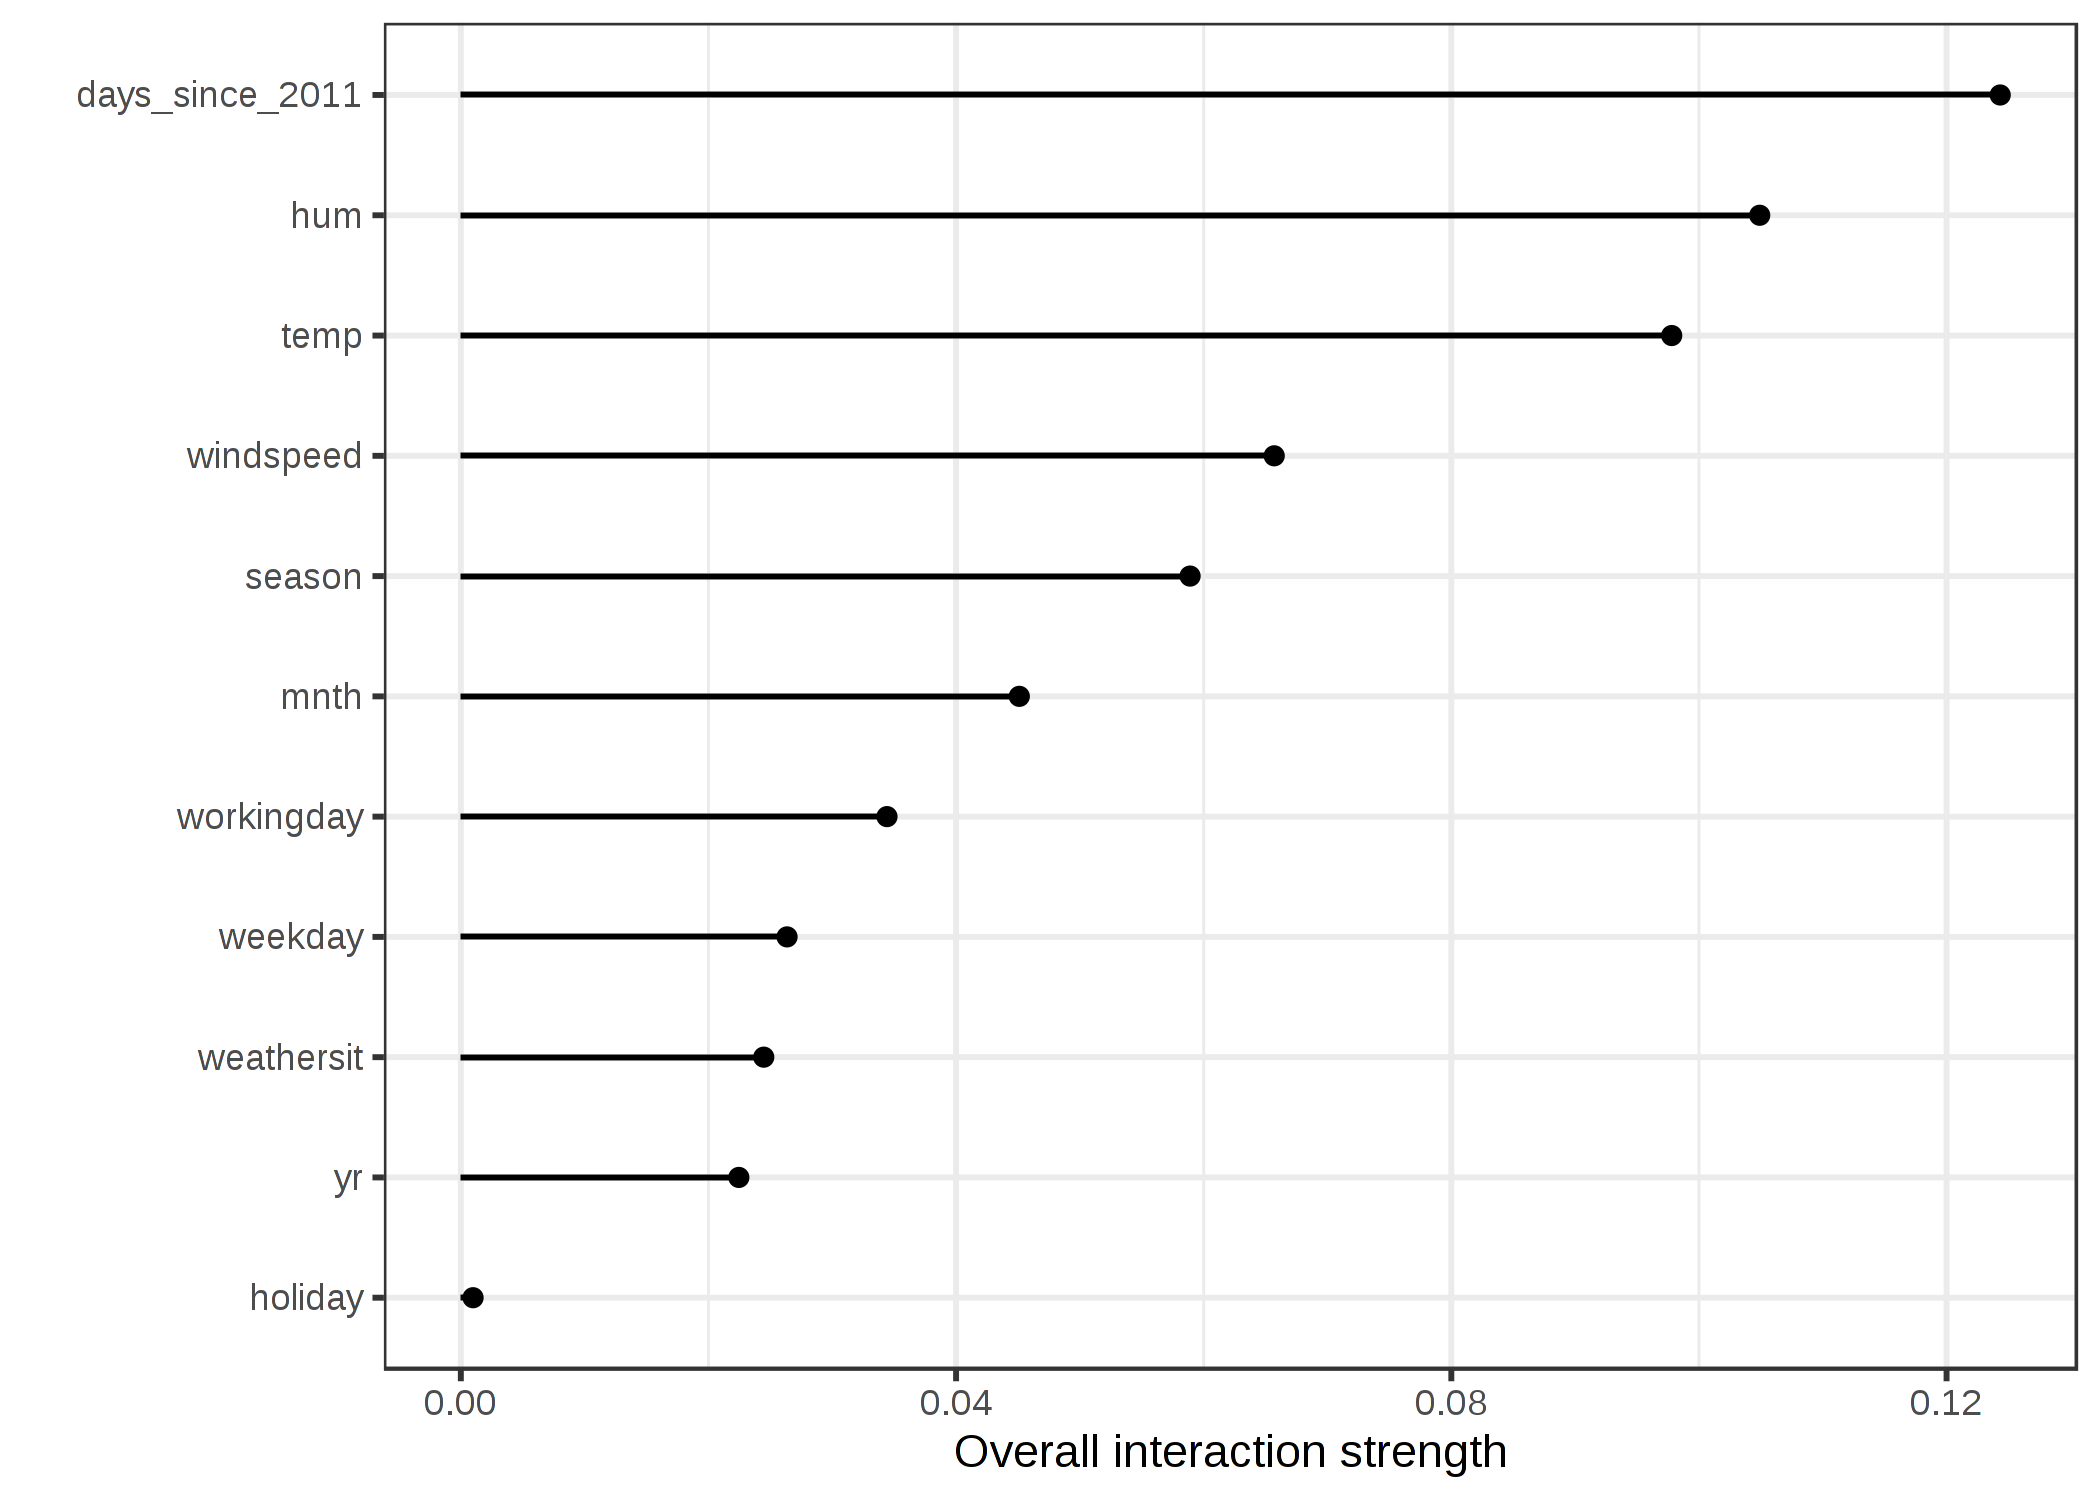 days_since_2011
hum
temp
windspeed
season
mnth
workingday
weekday
weathersit
yr
holiday
0.00 0.04 0.08 0.12
Overall interaction strength